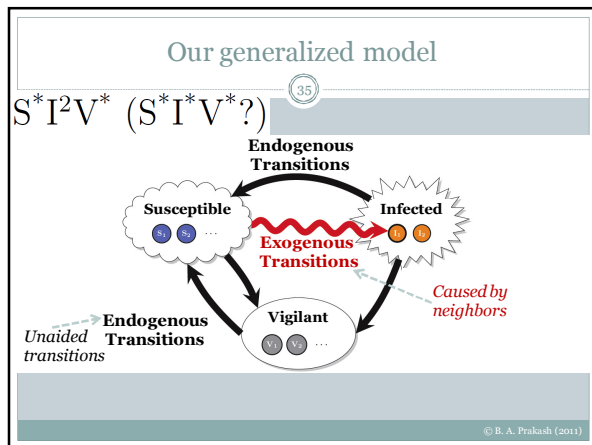 Our generalized model
35
S*I²V* (S*I*V*?)
Endogenous
Transitions
Susceptible
S₁ S₂ ...
Infected
I₁ I₂
Exogenous
Transitions
Caused by
neighbors
Vigilant
V₁ V₂ ...
Endogenous
Transitions
Unaided
transitions
© B. A. Prakash (2011)